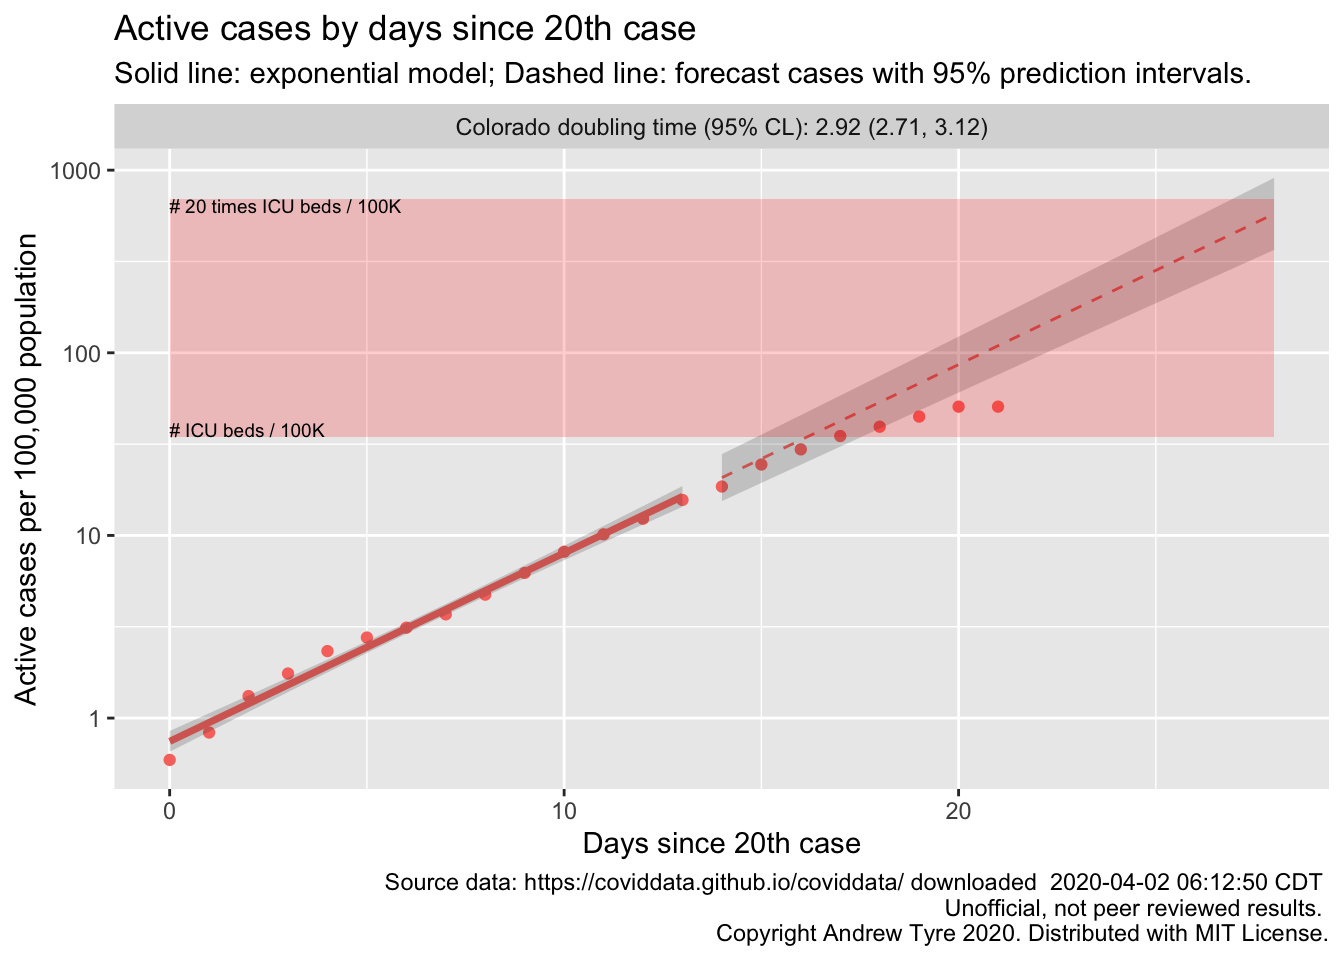 Active cases by days since 20th case
Solid line: exponential model; Dashed line: forecast cases with 95% prediction intervals.
Colorado doubling time (95% CL): 2.92 (2.71, 3.12)
Active cases per 100,000 population
1000
100
10
1
# 20 times ICU beds / 100K
# ICU beds / 100K
0
10
20
Days since 20th case
Source data: https://coviddata.github.io/coviddata/ downloaded  2020-04-02 06:12:50 CDT
Unofficial, not peer reviewed results.
Copyright Andrew Tyre 2020. Distributed with MIT License.